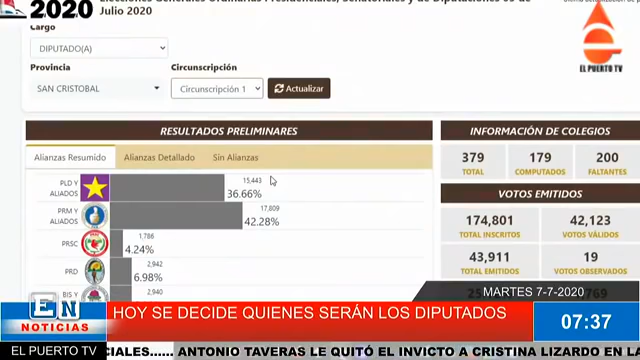 2020
Elecciones Generales Ordinarias Presidenciales, Senatoriales y de Diputaciones 05 de
Julio 2020
Cargo
DIPUTADO(A)
Provincia
Circunscripción
SAN CRISTOBAL
Circunscripción 1
Actualizar
EL PUERTO TV
RESULTADOS PRELIMINARES
Alianzas Resumido
Alianzas Detallado
Sin Alianzas
PLD Y
ALIADOS
15,443
36.66%
PRM Y
ALIADOS
17,809
42.28%
PRSC
1,786
4.24%
PRD
2,942
6.98%
BIS Y
2,940
INFORMACIÓN DE COLEGIOS
379
TOTAL
179
COMPUTADOS
200
FALTANTES
VOTOS EMITIDOS
174,801
TOTAL INSCRITOS
42,123
VOTOS VÁLIDOS
43,911
TOTAL EMITIDOS
19
VOTOS OBSERVADOS
MARTES 7-7-2020
EN
NOTICIAS
HOY SE DECIDE QUIENES SERÁN LOS DIPUTADOS
07:37
EL PUERTO TV
CIALES..... ANTONIO TAVERAS LE QUITÓ EL INVICTO A CRISTINA LIZARDO EN LA